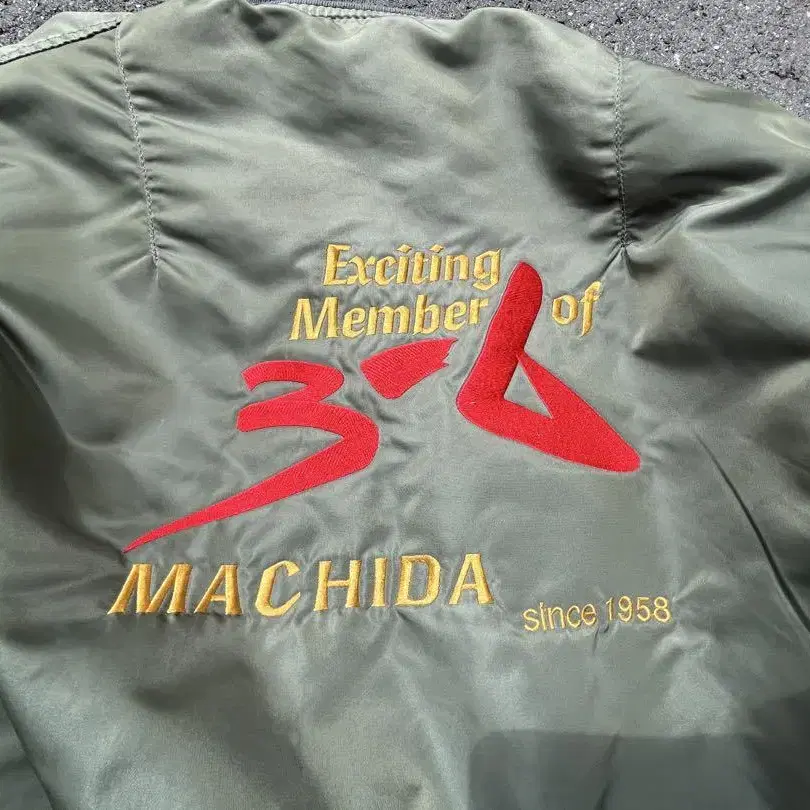 Exciting
Member of
3-6
MACHIDA
since 1958